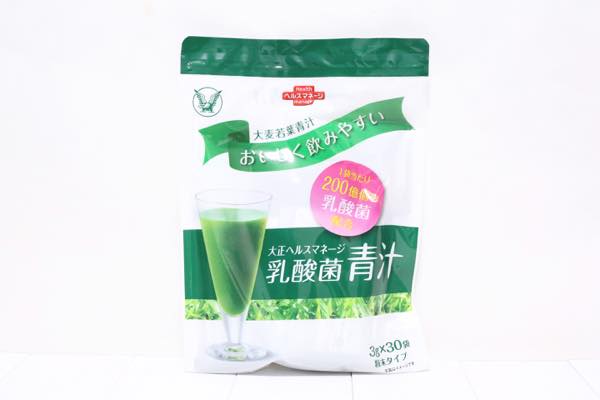 Health
ヘルスマネージ
manage
大麦若葉青汁
おいしく飲みやすい
1袋当たり
200億個の
乳酸菌
配合
大正ヘルスマネージ
乳酸菌青汁
3g×30袋
粉末タイプ